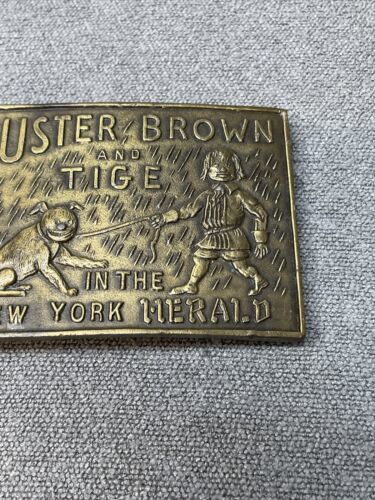 USTER BROWN
AND
TIGE
IN THE
EW YORK HERALD